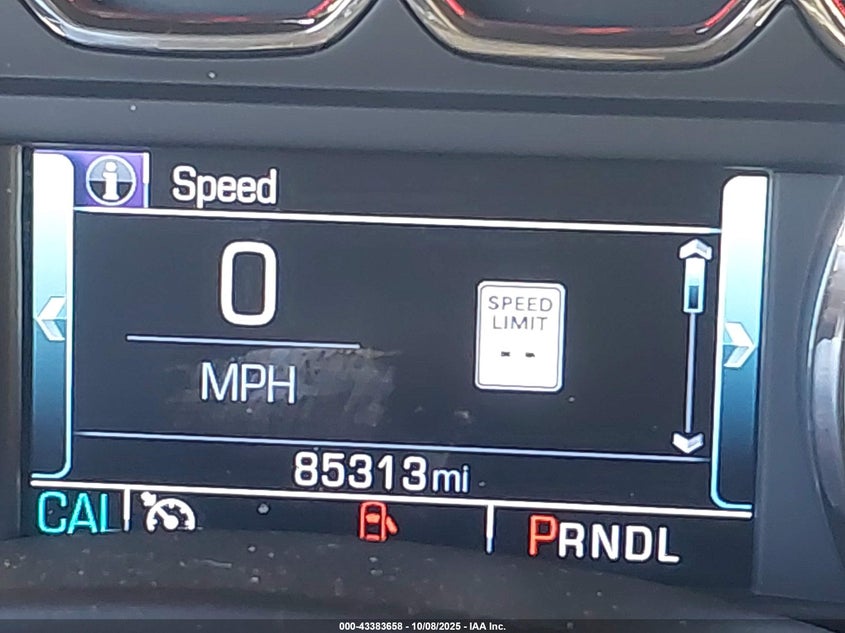 Speed
0
MPH
SPEED
LIMIT
--
85313mi
CAL
PRNDL
000-43383658 - 10/08/2025 - IAA Inc.